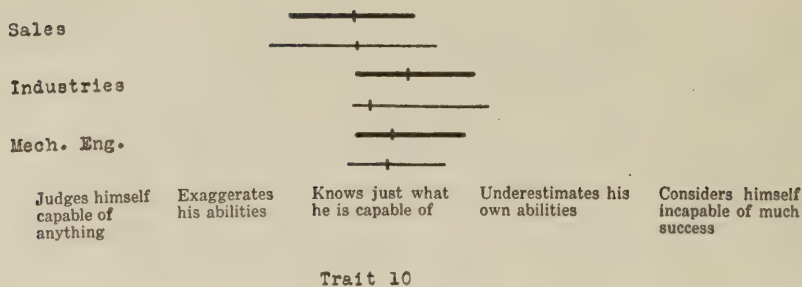 Sales
Industries
Mech. Eng.
Judges himself capable of anything
Exaggerates his abilities
Knows just what he is capable of
Underestimates his own abilities
Considers himself incapable of much success
Trait 10